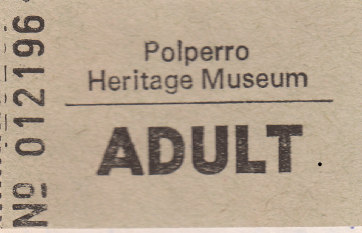 Polperro
Heritage Museum
ADULT
Nº 012196